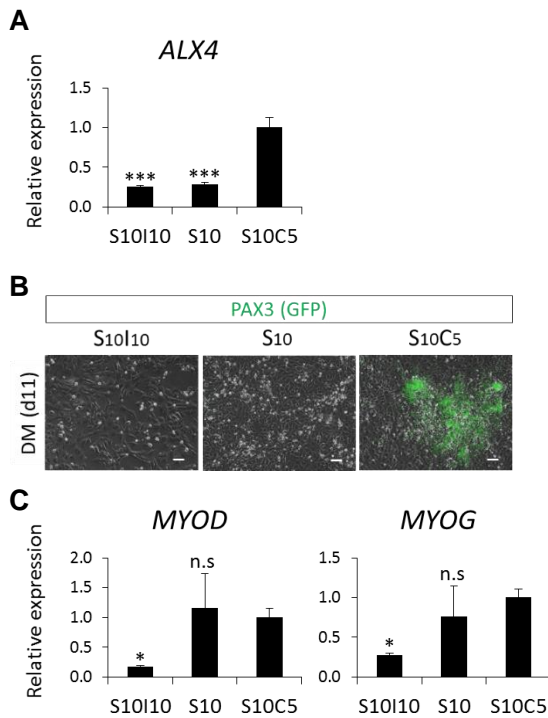 A
ALX4
Relative expression
1.5
1.0
0.5
0.0
***
***
S10I10 S10 S10C5
B
PAX3 (GFP)
S10I10 S10 S10C5
DM (d11)
C
MYOD
Relative expression
2.0
1.5
1.0
0.5
0.0
*
n.s
S10I10 S10 S10C5
MYOG
1.5
1.0
0.5
0.0
*
n.s
S10I10 S10 S10C5